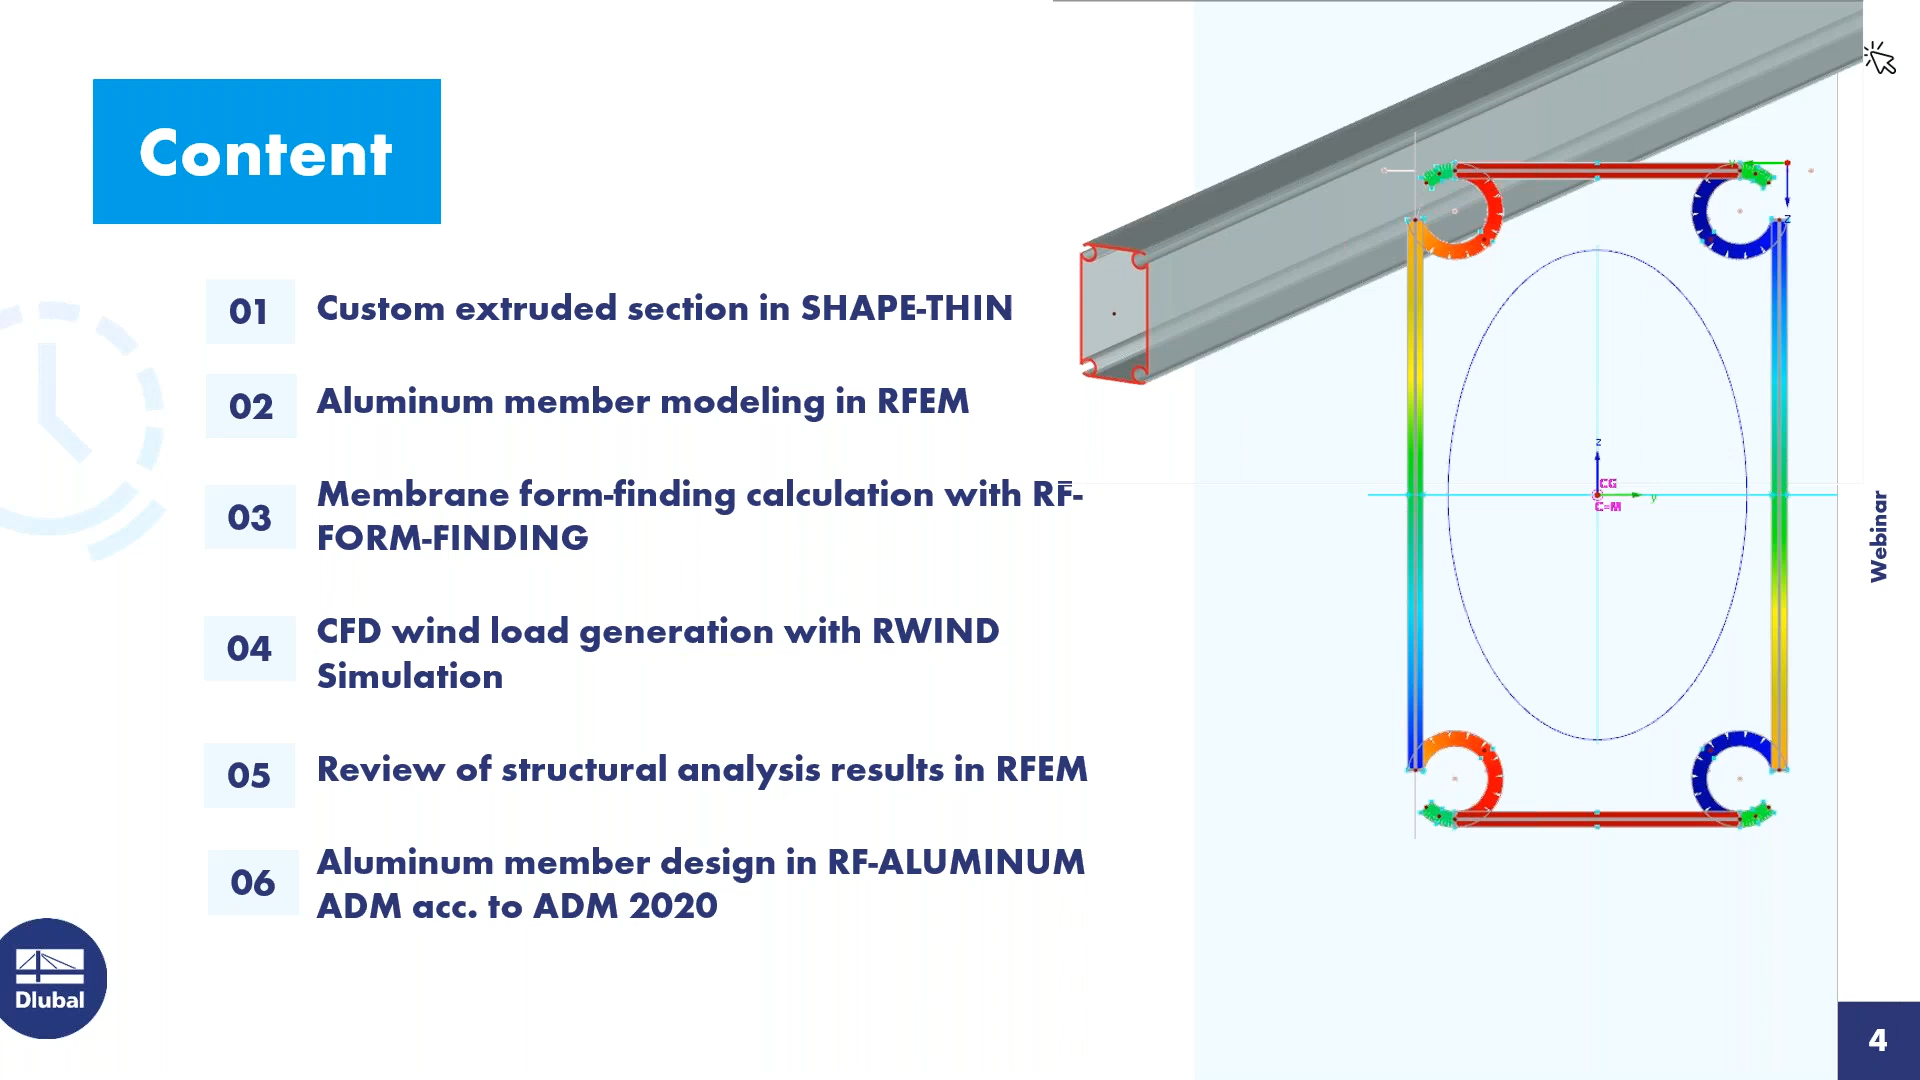 Content
01
Custom extruded section in SHAPE-THIN
02
Aluminum member modeling in RFEM
03
Membrane form-finding calculation with RF-
FORM-FINDING
04
CFD wind load generation with RWIND
Simulation
05
Review of structural analysis results in RFEM
06
Aluminum member design in RF-ALUMINUM
ADM acc. to ADM 2020
z
CG
y
C=M
Z
Webinar
Dlubal
4